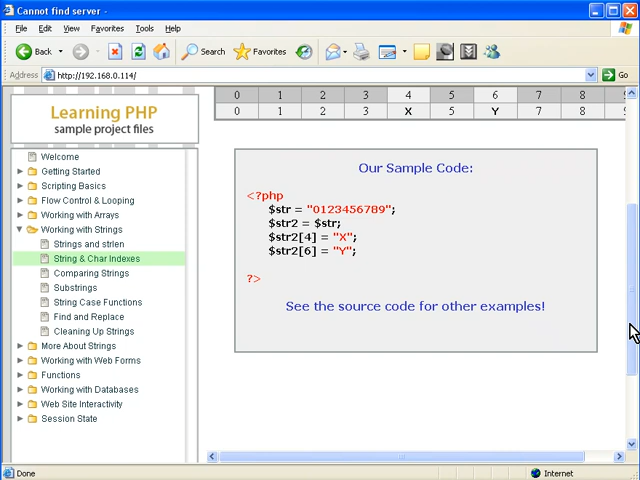 Cannot find server -
File Edit View Favorites Tools Help
Back Search Favorites
Address http://192.168.0.114/ Go
Learning PHP
sample project files
Welcome
Getting Started
Scripting Basics
Flow Control & Looping
Working with Arrays
Working with Strings
Strings and strlen
String & Char Indexes
Comparing Strings
Substrings
String Case Functions
Find and Replace
Cleaning Up Strings
More About Strings
Working with Web Forms
Functions
Working with Databases
Web Site Interactivity
Session State
0 1 2 3 4 5 6 7 8
0 1 2 3 X 5 Y 7 8
Our Sample Code:
<?php
$str = "0123456789";
$str2 = $str;
$str2[4] = "X";
$str2[6] = "Y";
?>
See the source code for other examples!
Done Internet